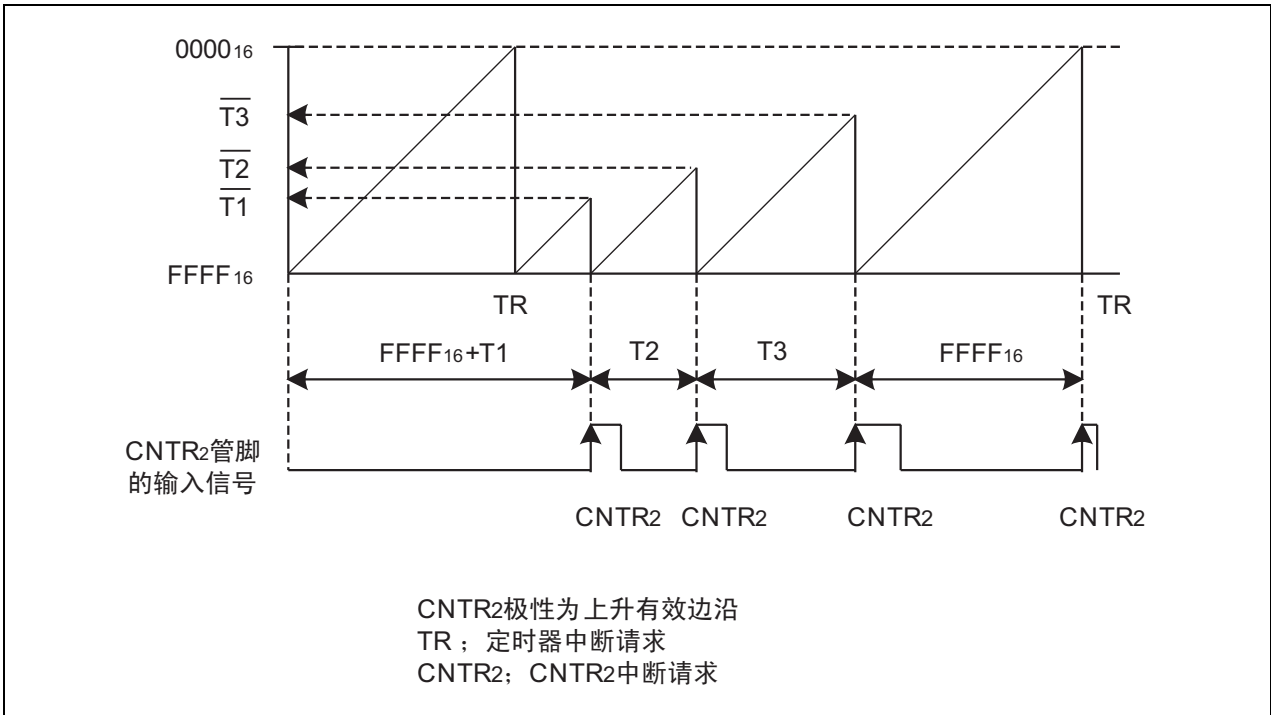 0000₁₆
T3
T2
T1
FFFF₁₆
TR
TR
FFFF₁₆+T1
T2
T3
FFFF₁₆
CNTR₂管脚
的输入信号
CNTR₂
CNTR₂
CNTR₂
CNTR₂
CNTR₂极性为上升有效边沿
TR ；定时器中断请求
CNTR₂；CNTR₂中断请求